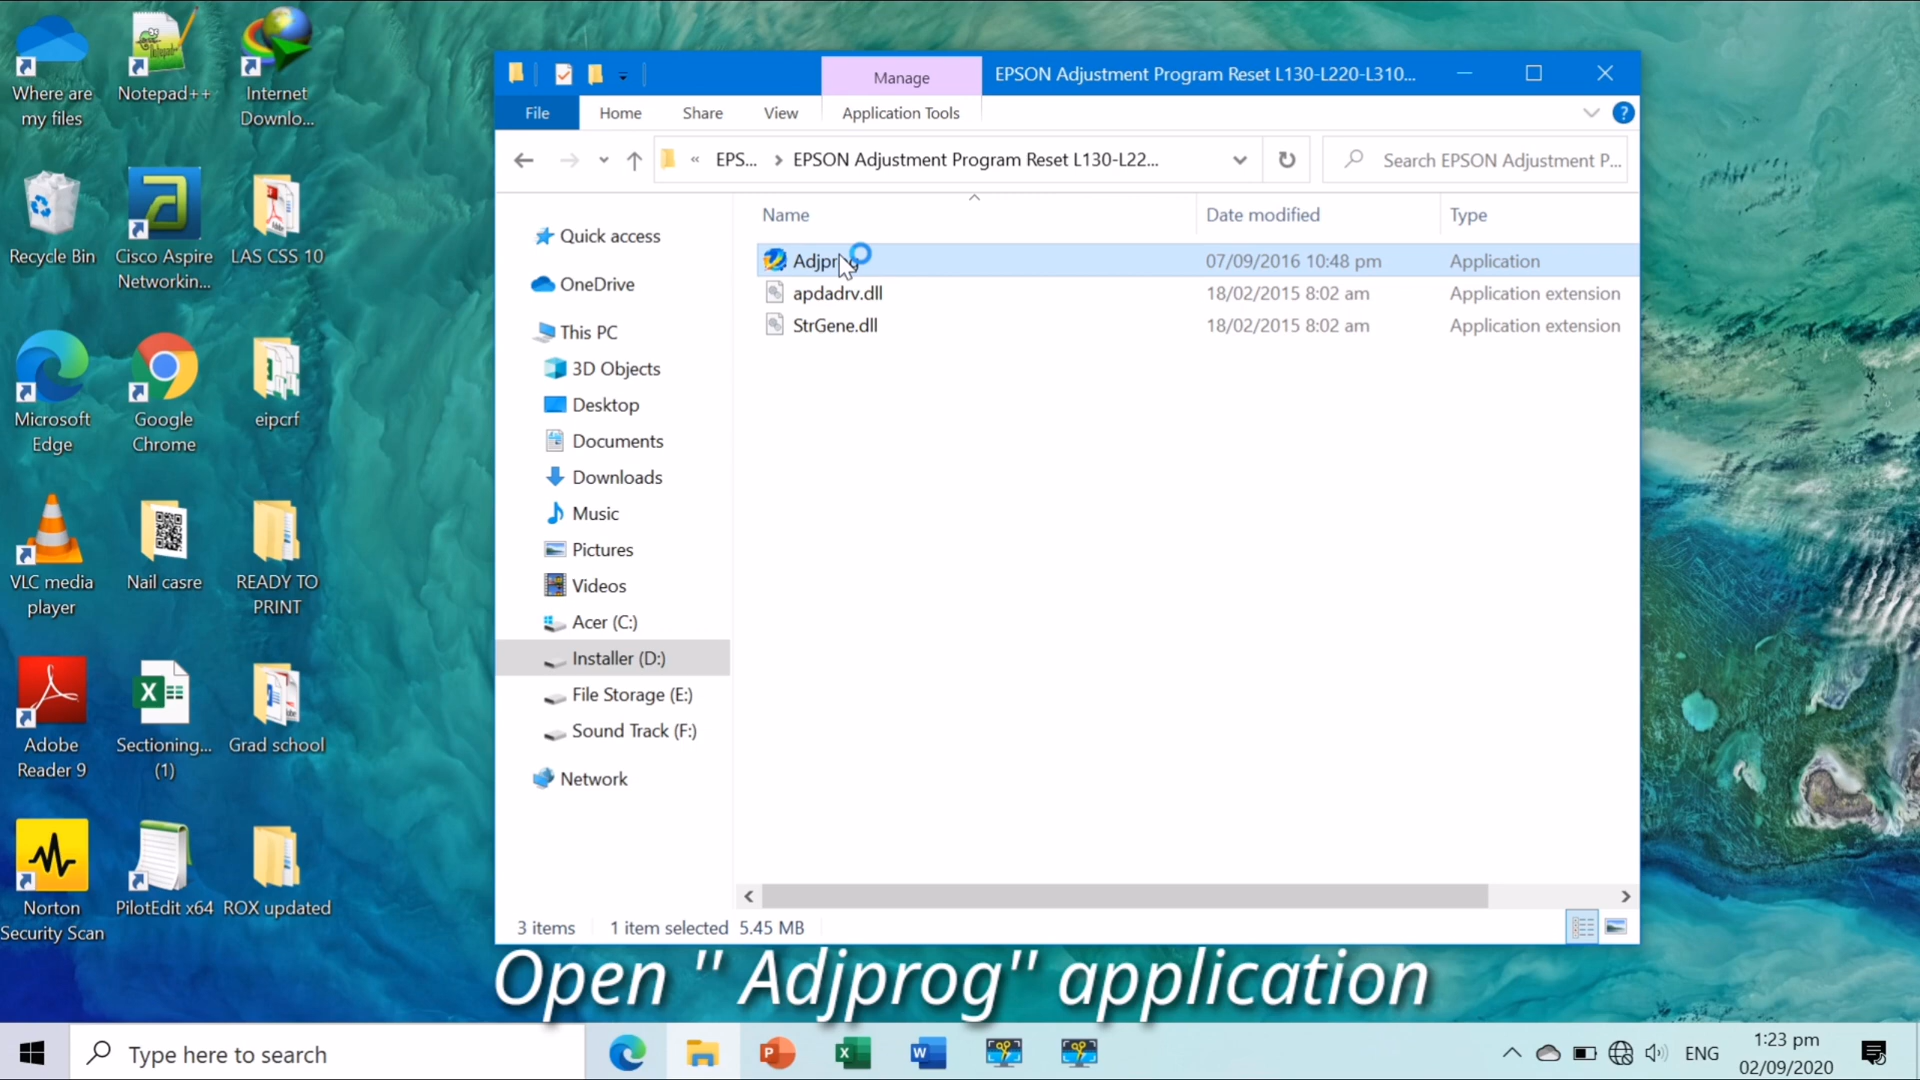 Where are
my files
Notepad++
Internet
Downlo...
Recycle Bin
Cisco Aspire
Networkin...
LAS CSS 10
Microsoft
Edge
Google
Chrome
eipcrf
VLC media
player
Nail casre
READY TO
PRINT
Adobe
Reader 9
Sectioning...
(1)
Grad school
Norton
Security Scan
PilotEdit x64
ROX updated
Manage
EPSON Adjustment Program Reset L130-L220-L310...
File
Home
Share
View
Application Tools
?
« EPS... > EPSON Adjustment Program Reset L130-L22...
Search EPSON Adjustment P...
Name
Date modified
Type
Adjprog
07/09/2016 10:48 pm
Application
apdadrv.dll
18/02/2015 8:02 am
Application extension
StrGene.dll
18/02/2015 8:02 am
Application extension
Quick access
OneDrive
This PC
3D Objects
Desktop
Documents
Downloads
Music
Pictures
Videos
Acer (C:)
Installer (D:)
File Storage (E:)
Sound Track (F:)
Network
3 items
1 item selected 5.45 MB
Open " Adjprog" application
Type here to search
ENG
1:23 pm
02/09/2020